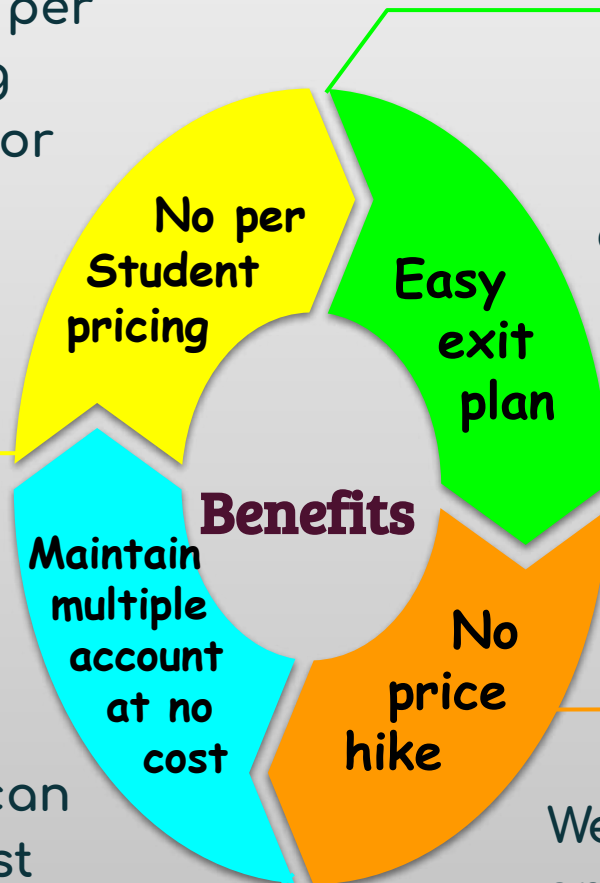 per
g
or
No per
Student
pricing
Easy
exit
plan
Benefits
Maintain
multiple
account
at no
cost
No
price
hike
can
st
We